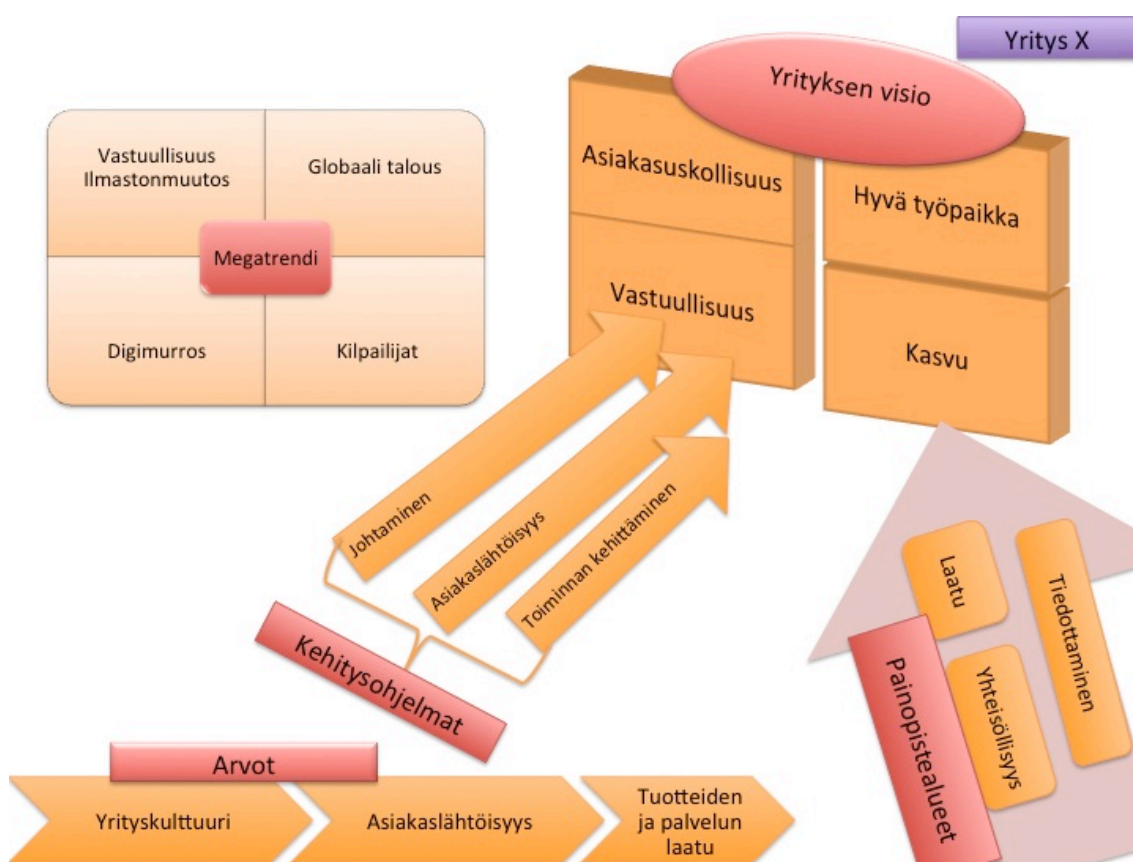 Yritys X
Yrityksen visio
Asiakasuskollisuus
Hyvä työpaikka
Vastuullisuus
Kasvu
Vastuullisuus
Ilmastonmuutos
Globaali talous
Megatrendi
Digimurros
Kilpailijat
Johtaminen
Asiakaslähtöisyys
Toiminnan kehittäminen
Kehitysohjelmat
Laatu
Tiedottaminen
Yhteisöllisyys
Painopistealueet
Arvot
Yrityskulttuuri
Asiakaslähtöisyys
Tuotteiden
ja palvelun
laatu